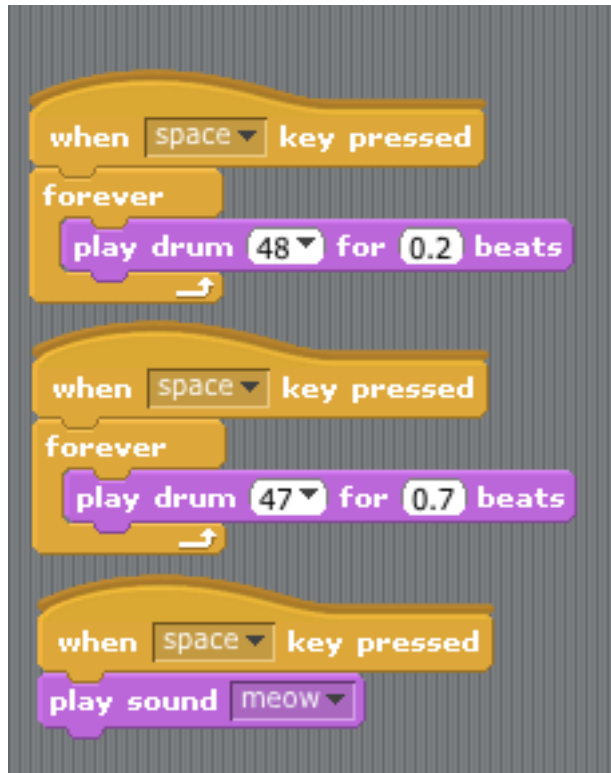 when space key pressed
forever
play drum 48 for 0.2 beats
when space key pressed
forever
play drum 47 for 0.7 beats
when space key pressed
play sound meow